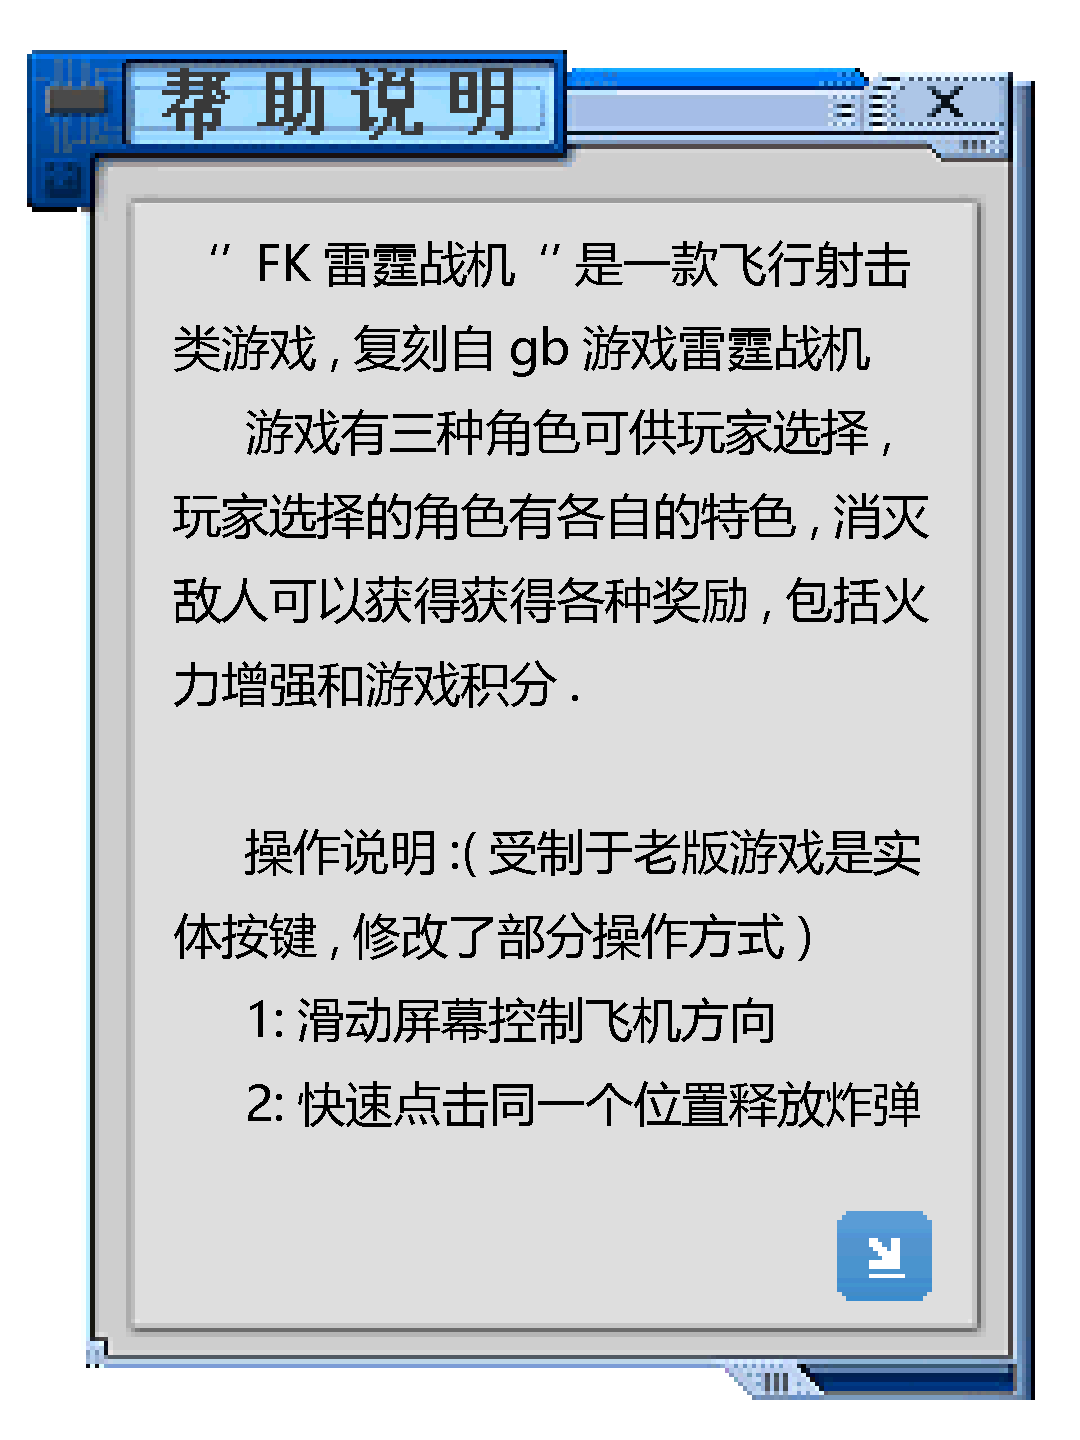 帮助说明
“FK雷霆战机“是一款飞行射击
类游戏,复刻自gb游戏雷霆战机
游戏有三种角色可供玩家选择,
玩家选择的角色有各自的特色,消灭
敌人可以获得获得各种奖励,包括火
力增强和游戏积分.
操作说明:(受制于老版游戏是实
体按键,修改了部分操作方式)
1:滑动屏幕控制飞机方向
2:快速点击同一个位置释放炸弹